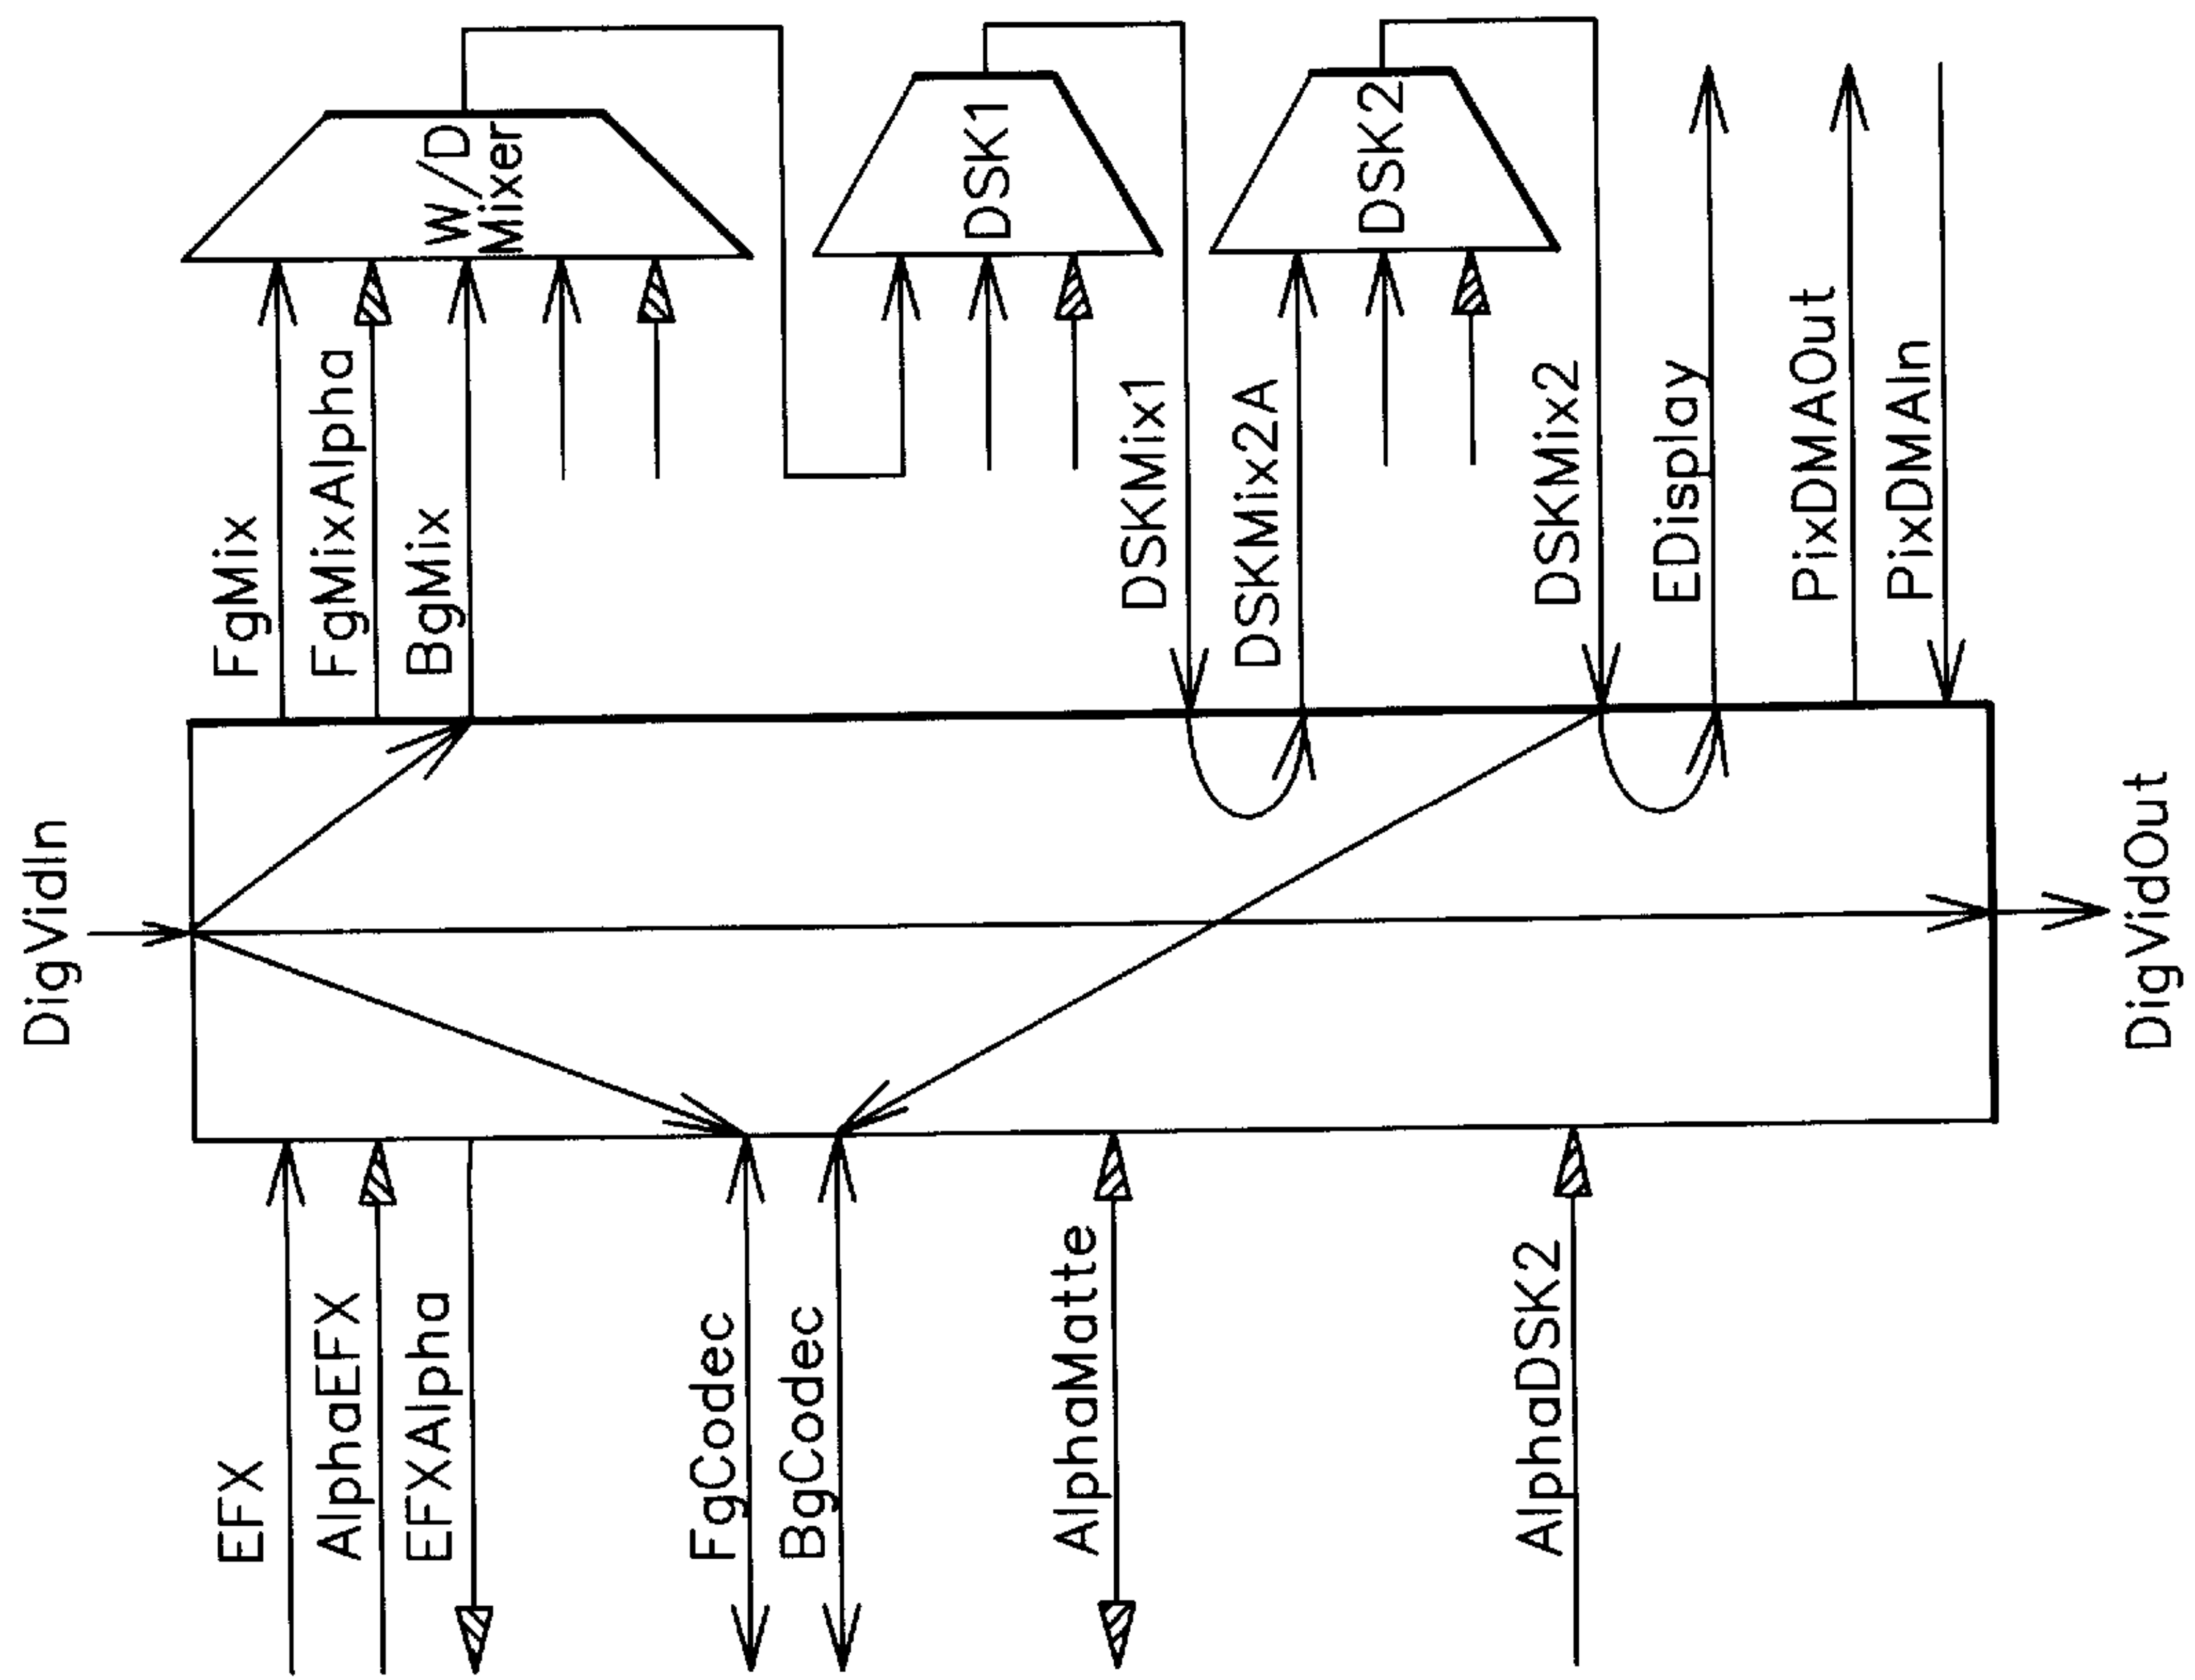 DigVidIn
FgMix
FgMixAlpha
BgMix
W/D
Mixer
DSK1
DSKMix1
DSKMix2A
DSK2
DSKMix2
EDisplay
PixDMAOut
PixDMAIn
EFX
AlphaEFX
EFXAlpha
FgCodec
BgCodec
AlphaMatte
AlphaDSK2
DigVidOut